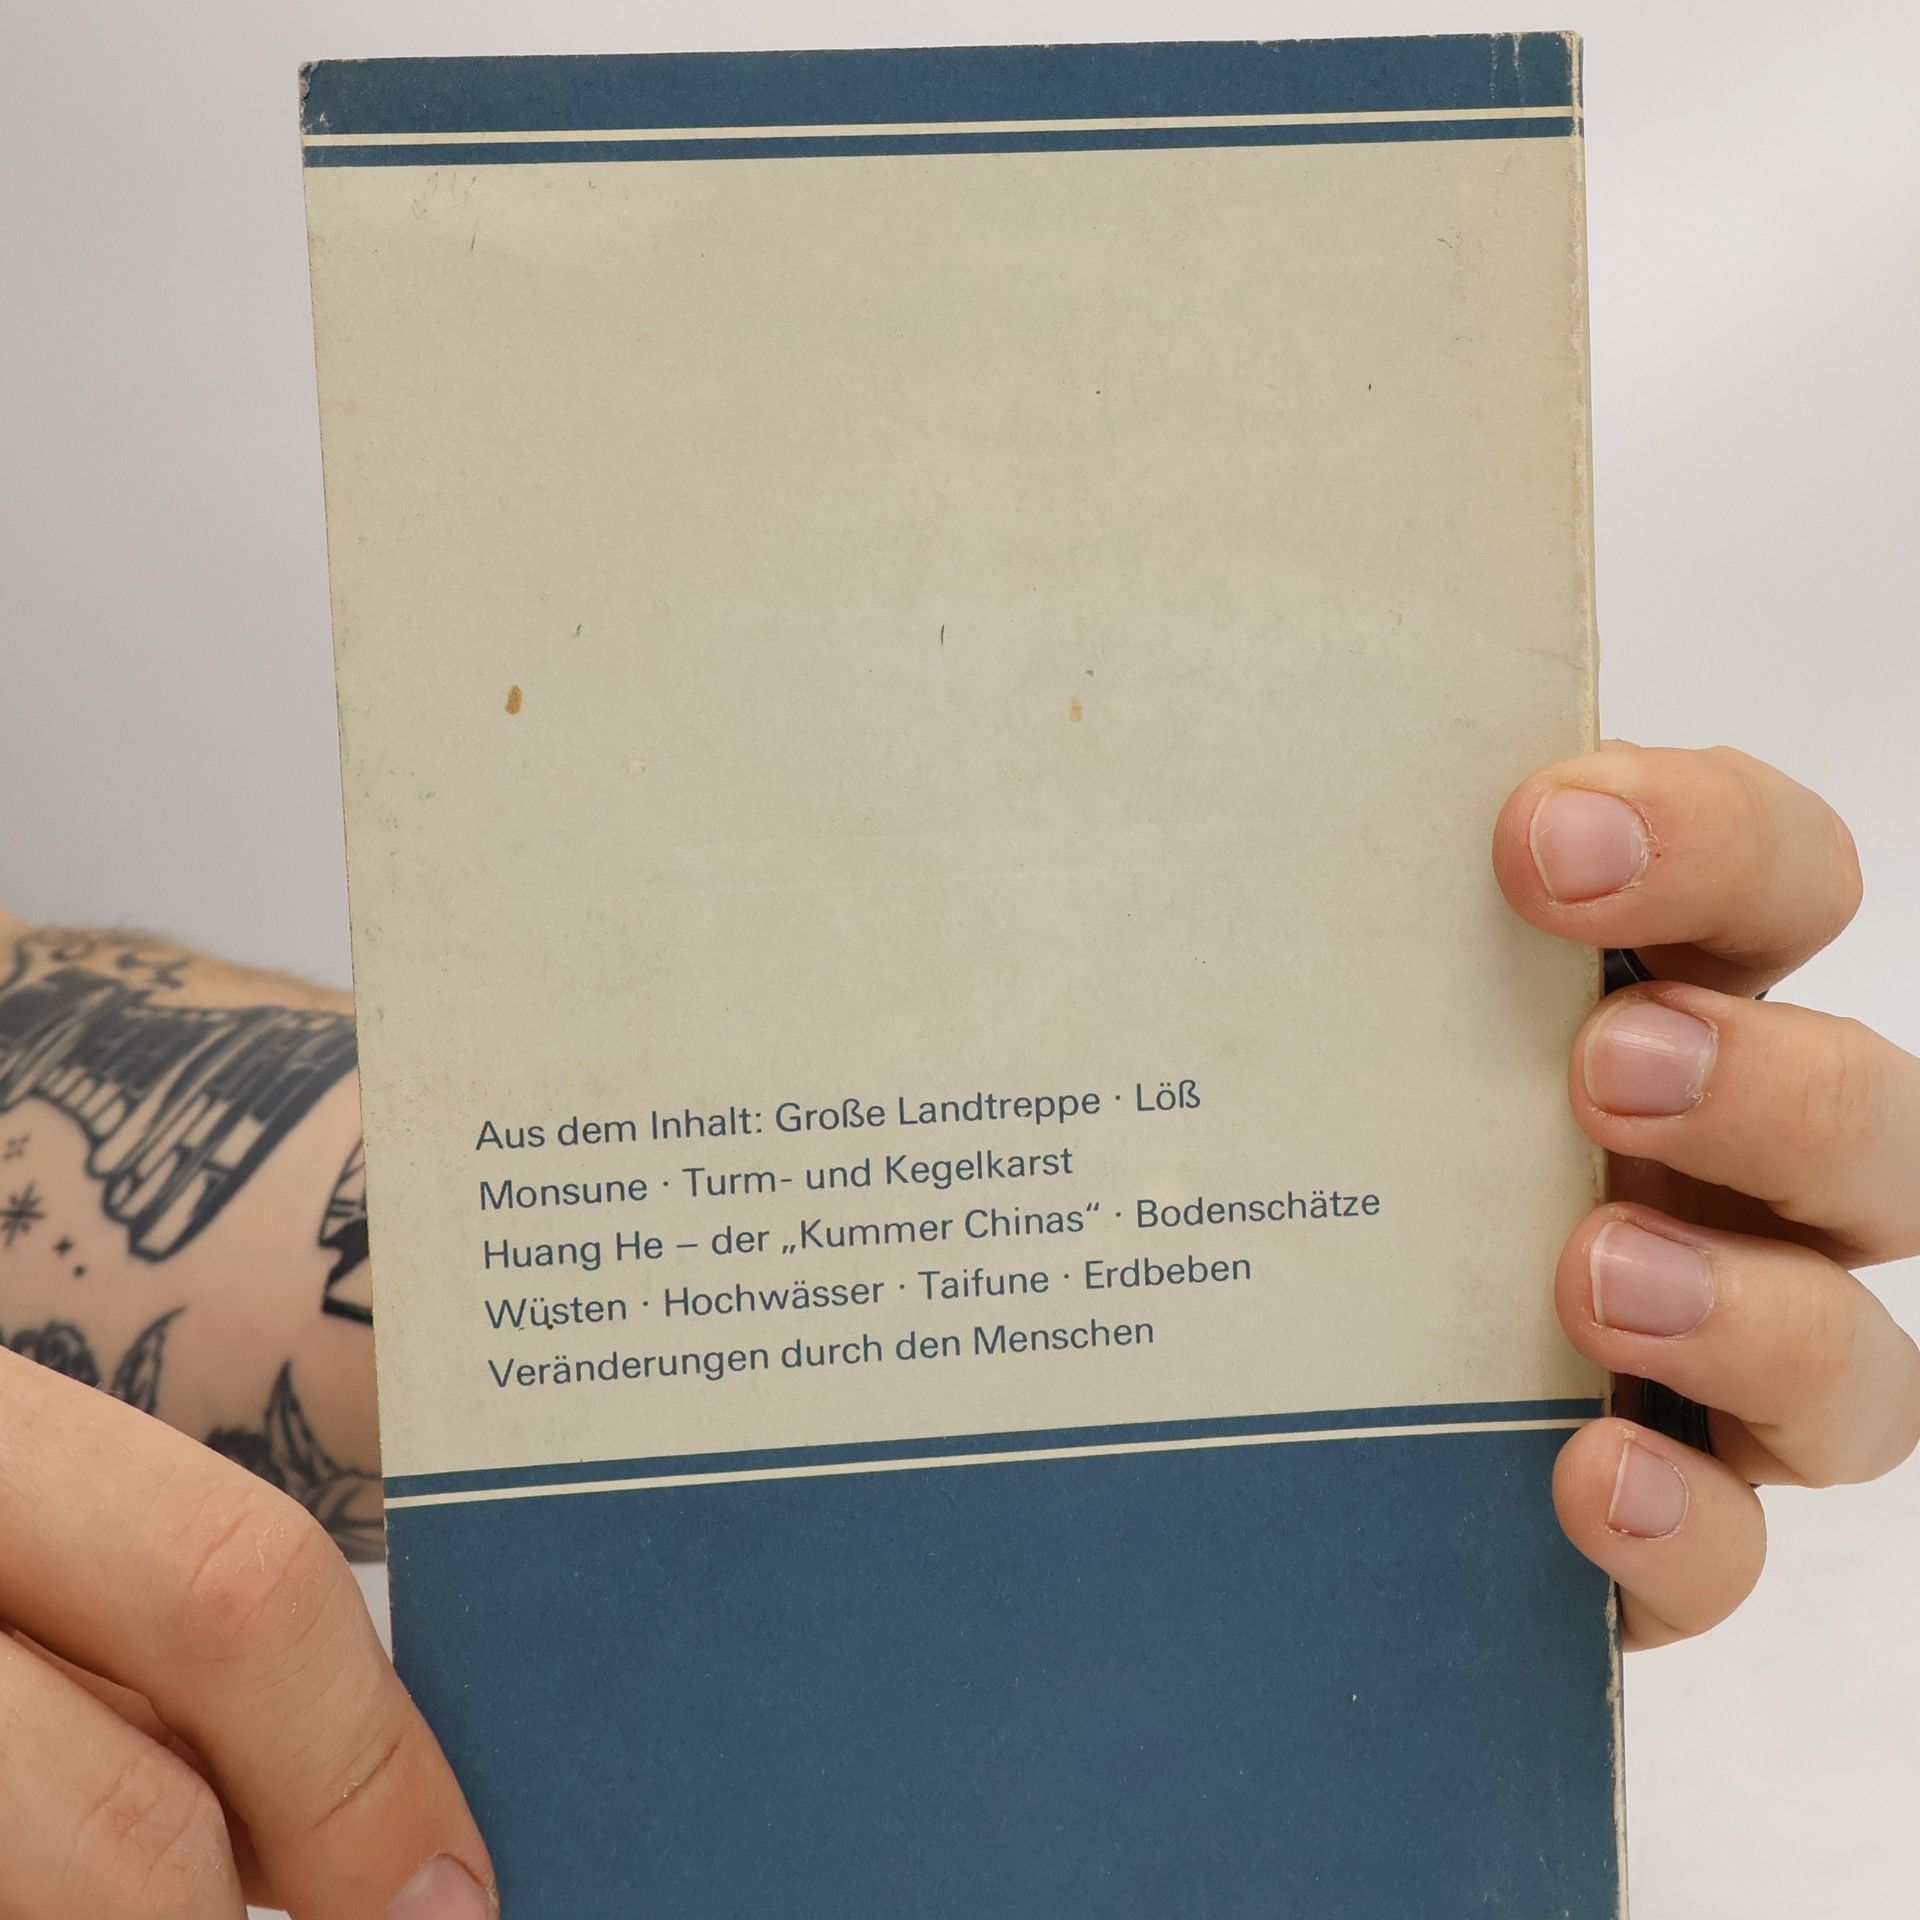 Aus dem Inhalt: Große Landtreppe · Löß
Monsune · Turm- und Kegelkarst
Huang He – der „Kummer Chinas“ · Bodenschätze
Wüsten · Hochwässer · Taifune · Erdbeben
Veränderungen durch den Menschen